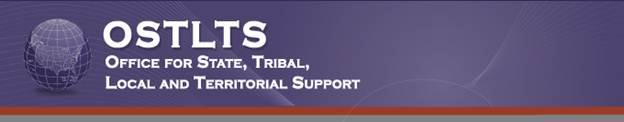 OSTLTS
Office for State, Tribal,
Local and Territorial Support